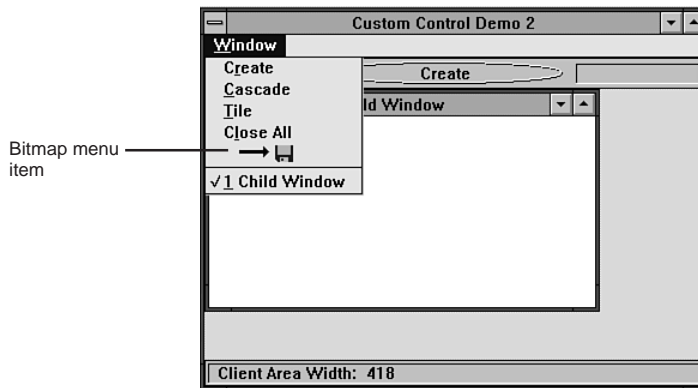 Custom Control Demo 2
Window
Create
Cascade
Tile
Close All
✓1 Child Window
Create
ld Window
Bitmap menu
item
Client Area Width: 418